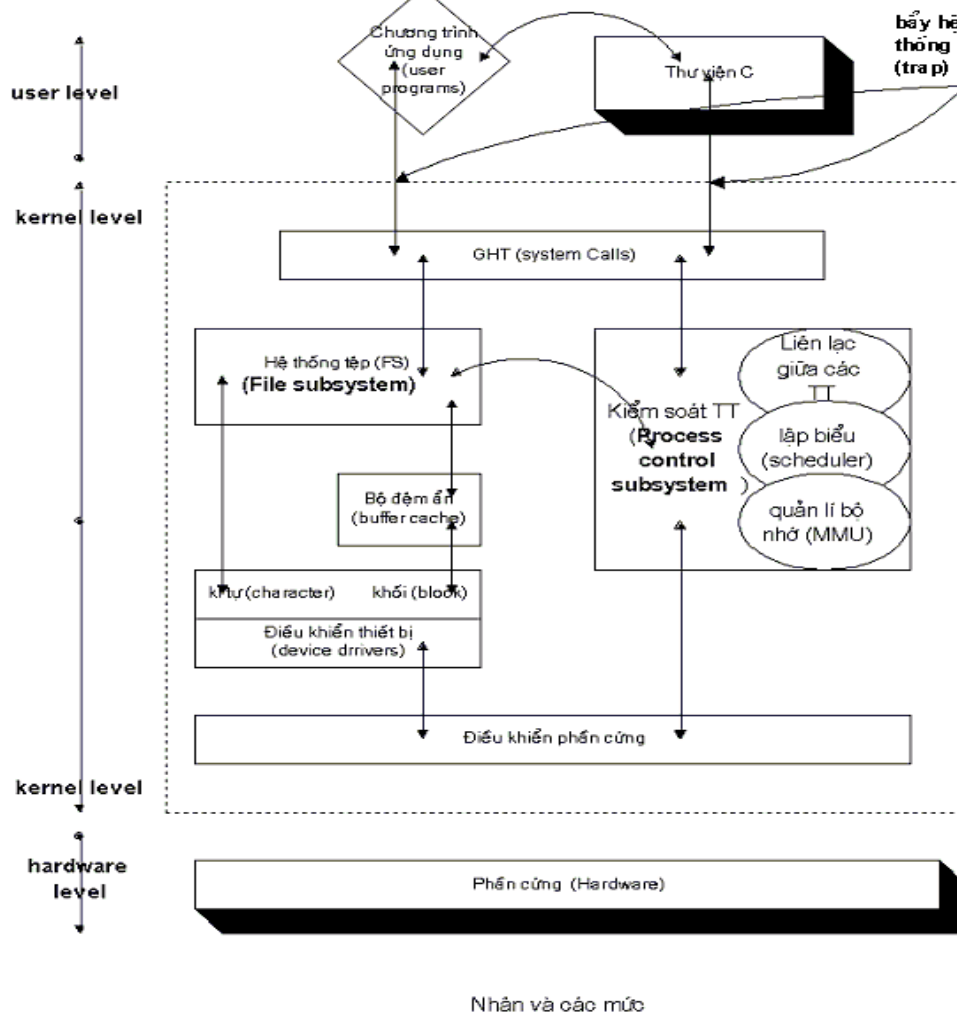 Chương trình
ứng dụng
(user
programs)
Thư viện C
bẩy hệ
thống
(trap)
user level
kernel level
GHT (system Calls)
Hệ thống tệp (FS)
(File subsystem)
Liên lạc
giữa các
TT
Kiểm soát TT
(Process
control
subsystem )
lập biểu
(scheduler)
quản lí bộ
nhớ (MMU)
Bộ đệm ẩn
(buffer cache)
kí tự (character) khối (block)
Điều khiển thiết bị
(device drrivers)
Điều khiển phần cứng
kernel level
hardware
level
Phần cứng (Hardware)
Nhân và các mức